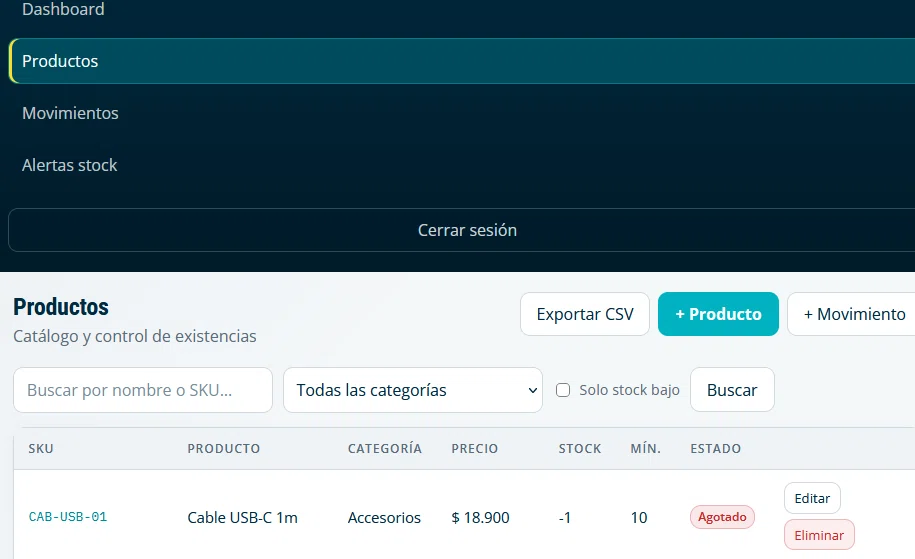 Dashboard
Productos
Movimientos
Alertas stock
Cerrar sesión
Productos
Catálogo y control de existencias
Exportar CSV
+ Producto
+ Movimiento
Buscar por nombre o SKU...
Todas las categorías
Solo stock bajo
Buscar
SKU PRODUCTO CATEGORÍA PRECIO STOCK MÍN. ESTADO
CAB-USB-01 Cable USB-C 1m Accesorios $ 18.900 -1 10 Agotado
Editar
Eliminar